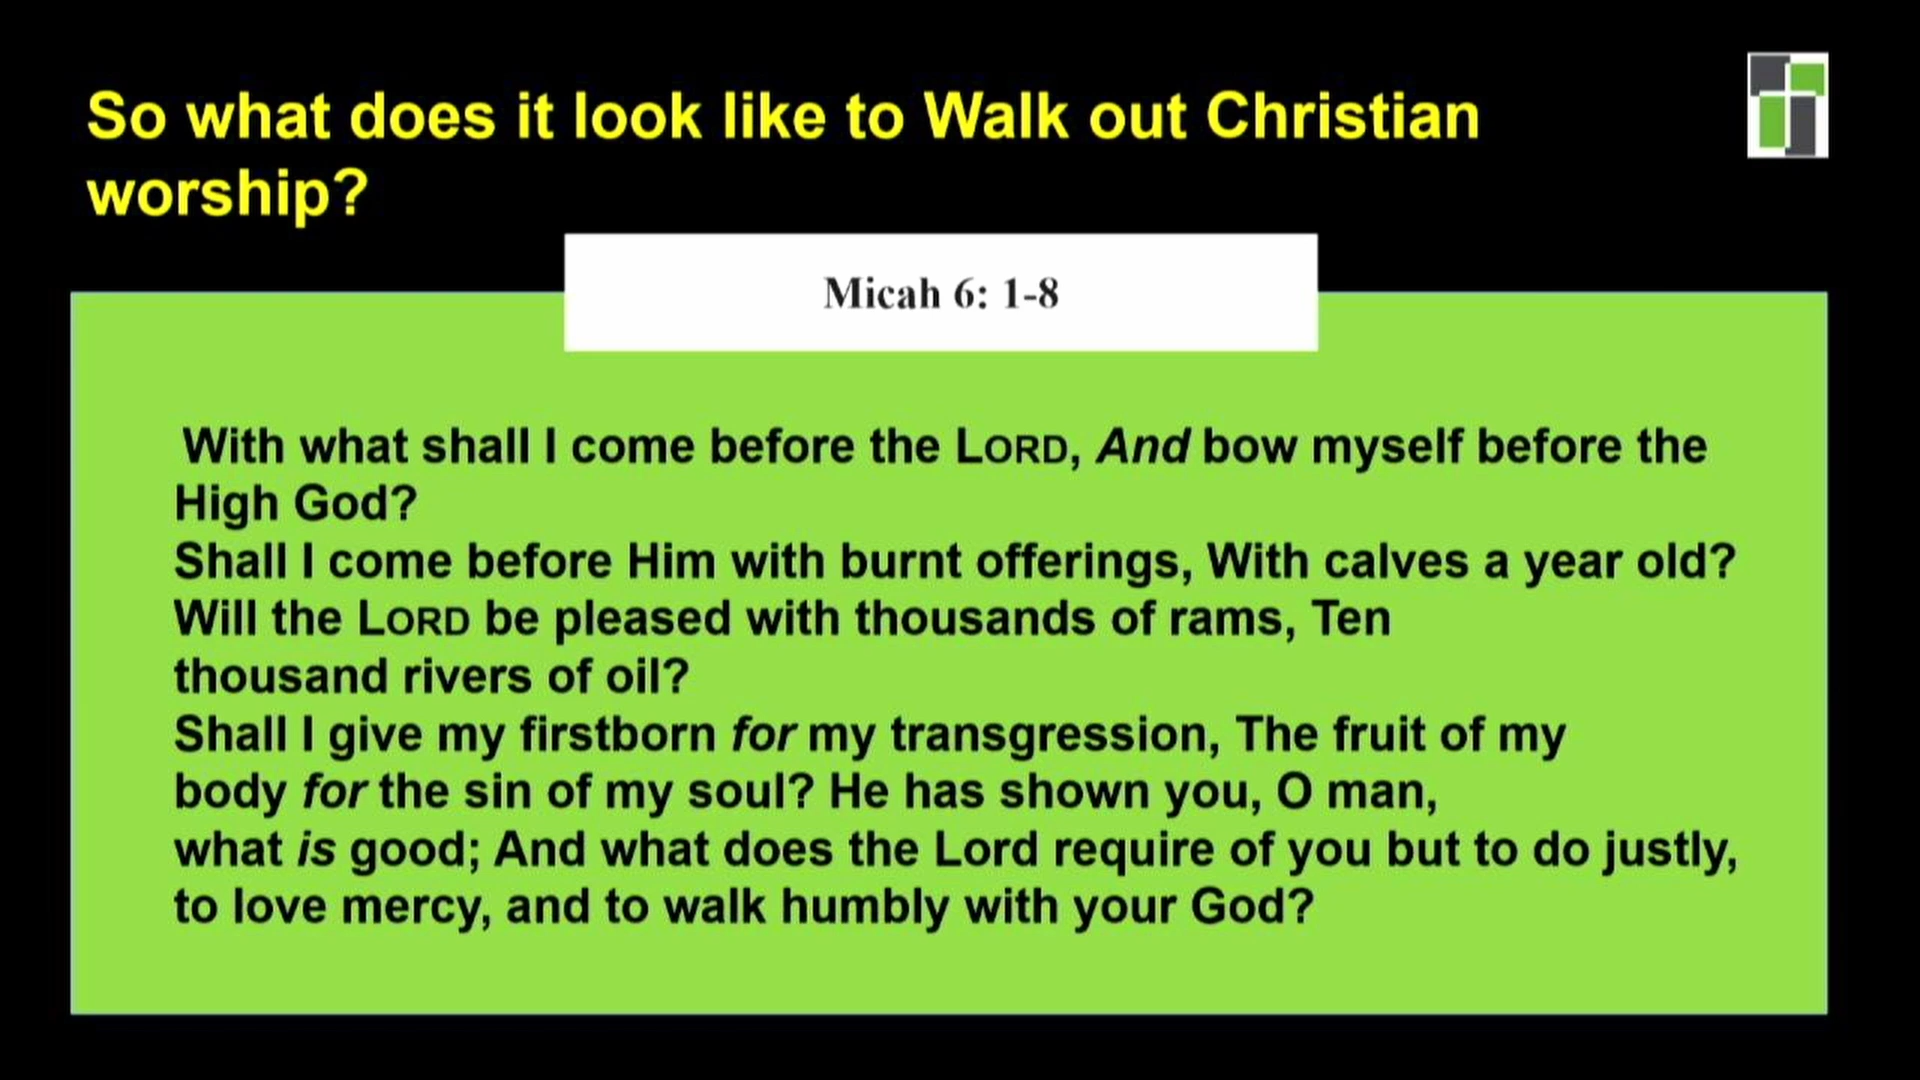 So what does it look like to Walk out Christian
worship?
Micah 6: 1-8
With what shall I come before the LORD, And bow myself before the
High God?
Shall I come before Him with burnt offerings, With calves a year old?
Will the LORD be pleased with thousands of rams, Ten
thousand rivers of oil?
Shall I give my firstborn for my transgression, The fruit of my
body for the sin of my soul? He has shown you, O man,
what is good; And what does the Lord require of you but to do justly,
to love mercy, and to walk humbly with your God?